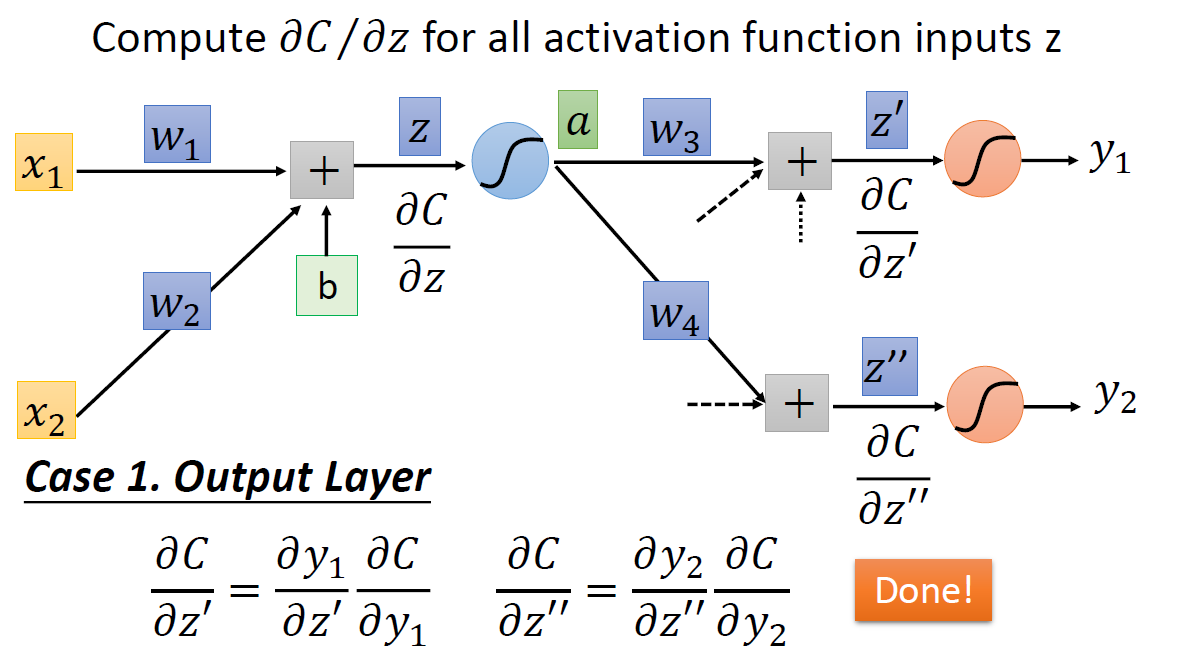 Compute ∂C/∂z for all activation function inputs z
x₁
w₁
+
z
a
w₃
+
z′
y₁
∂C/∂z
∂C/∂z′
w₂
b
w₄
x₂
+
z′′
y₂
∂C/∂z′′
Case 1. Output Layer
∂C/∂z′ = ∂y₁/∂z′ ∂C/∂y₁
∂C/∂z′′ = ∂y₂/∂z′′ ∂C/∂y₂
Done!